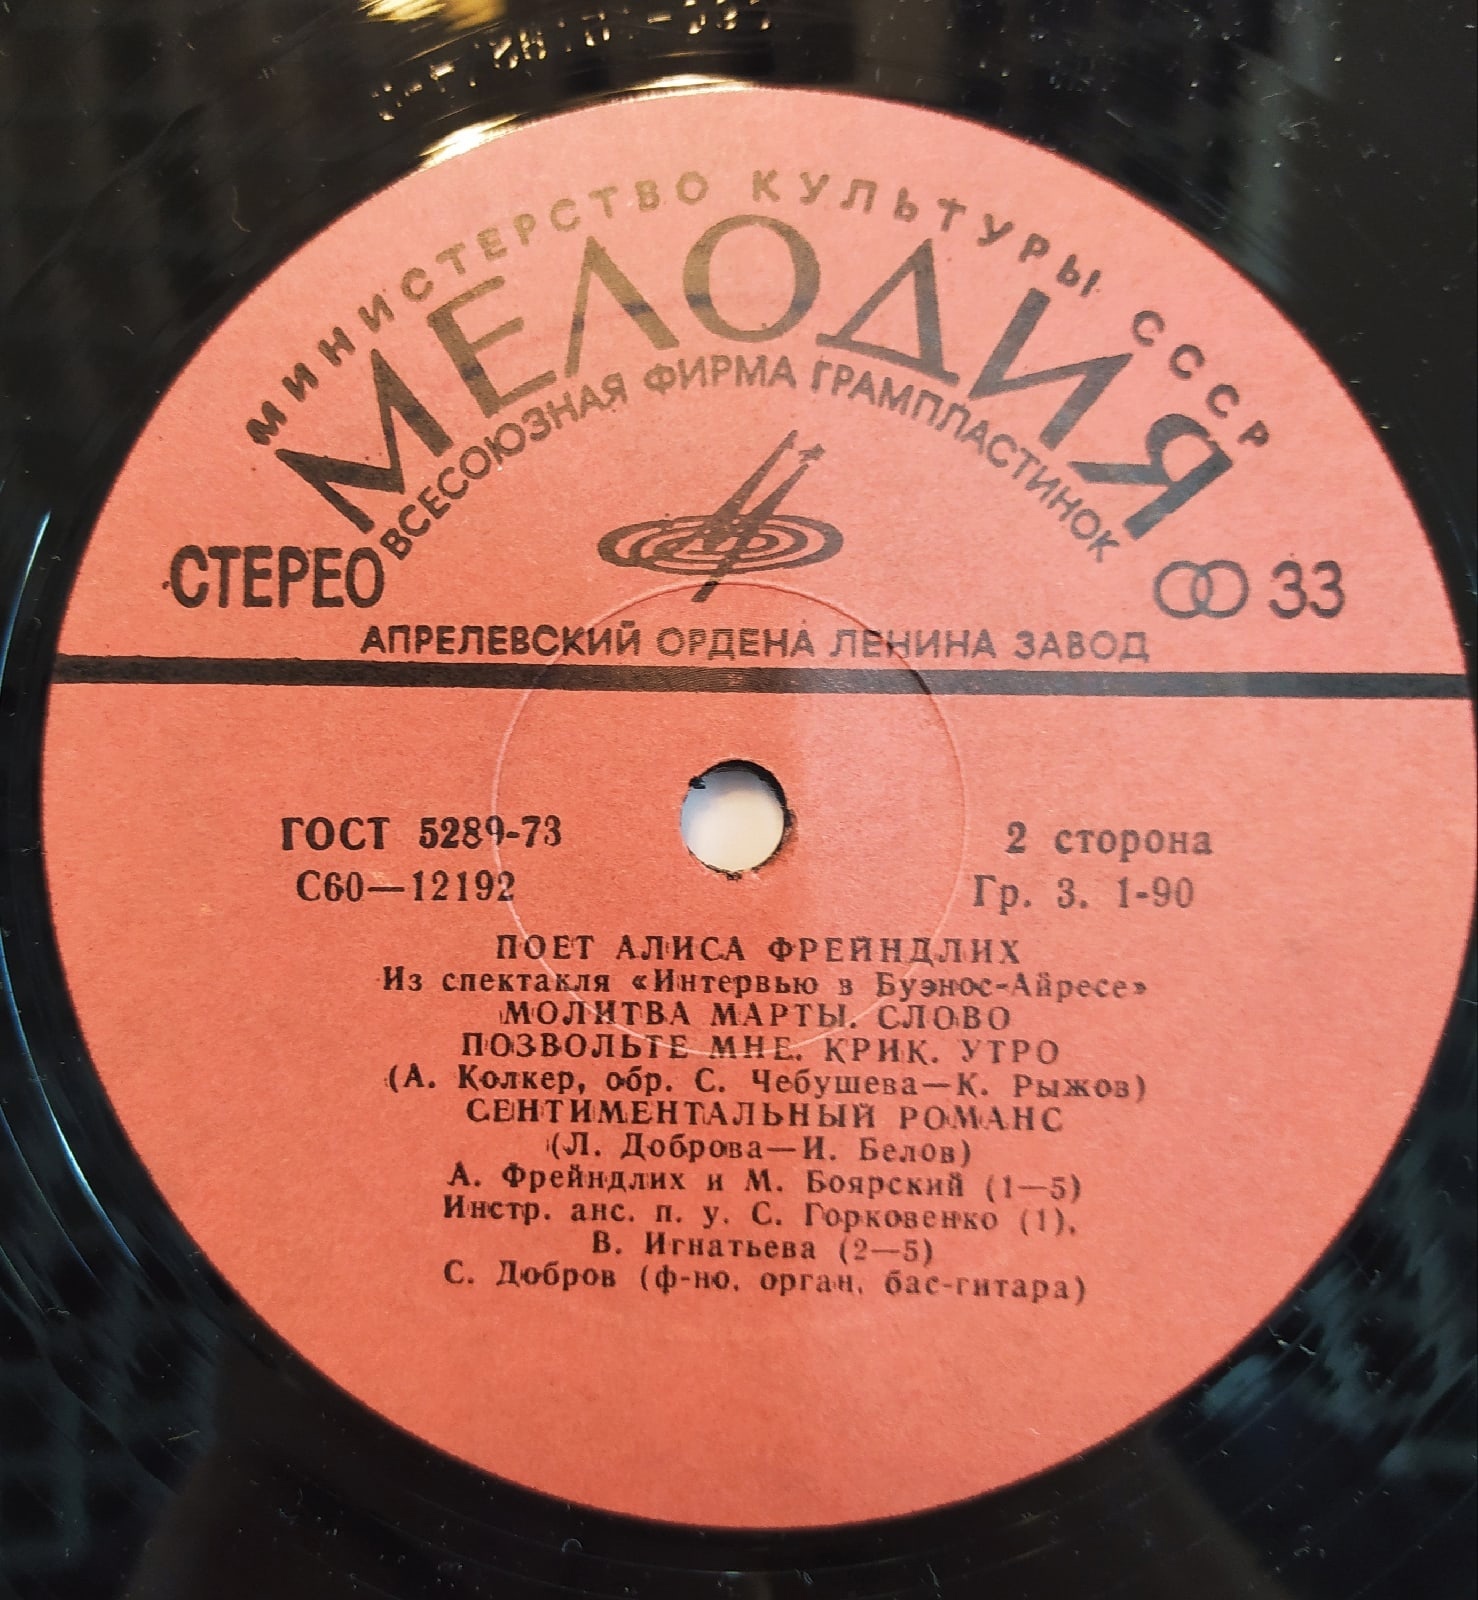 МИНИСТЕРСТВО КУЛЬТУРЫ СССР
МЕЛОДИЯ
ВСЕСОЮЗНАЯ ФИРМА ГРАМПЛАСТИНОК
СТЕРЕО
33
АПРЕЛЕВСКИЙ ОРДЕНА ЛЕНИНА ЗАВОД
ГОСТ 5289-73
2 сторона
С60—12192
Гр. 3. 1-90
ПОЕТ АЛИСА ФРЕЙНДЛИХ
Из спектакля «Интервью в Буэнос-Айресе»
МОЛИТВА МАРТЫ. СЛОВО
ПОЗВОЛЬТЕ МНЕ. КРИК. УТРО
(А. Колкер, обр. С. Чебушева—К. Рыжов)
СЕНТИМЕНТАЛЬНЫЙ РОМАНС
(Л. Доброва—И. Белов)
А. Фрейндлих и М. Боярский (1—5)
Инстр. анс. п. у. С. Горковенко (1),
В. Игнатьева (2—5)
С. Добров (ф-но, орган, бас-гитара)